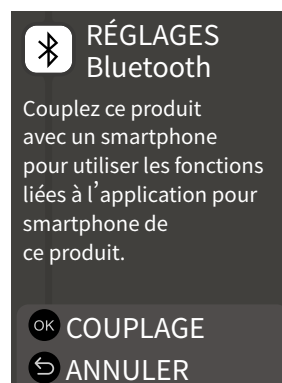 RÉGLAGES
Bluetooth
Couplez ce produit
avec un smartphone
pour utiliser les fonctions
liées à l’application pour
smartphone de
ce produit.
OK COUPLAGE
ANNULER